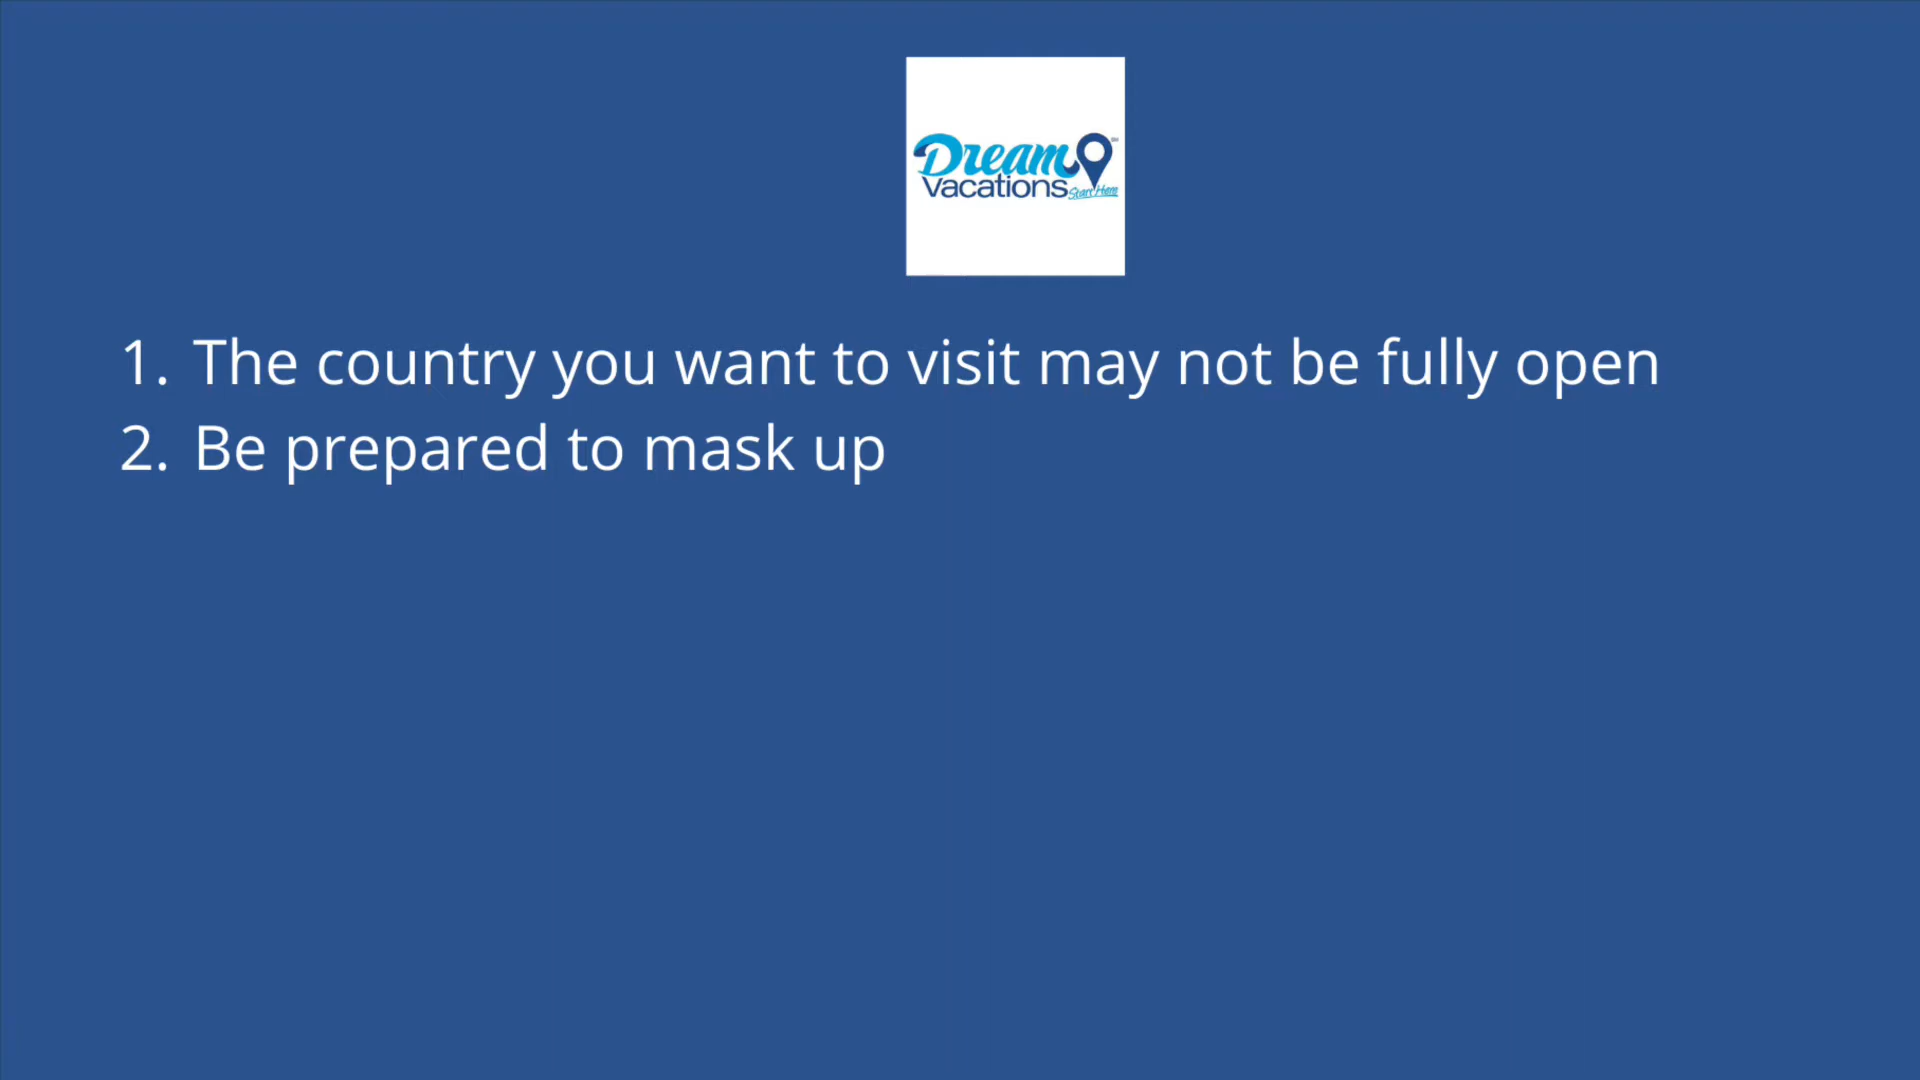 Dream
Vacations
Start Here
1. The country you want to visit may not be fully open
2. Be prepared to mask up